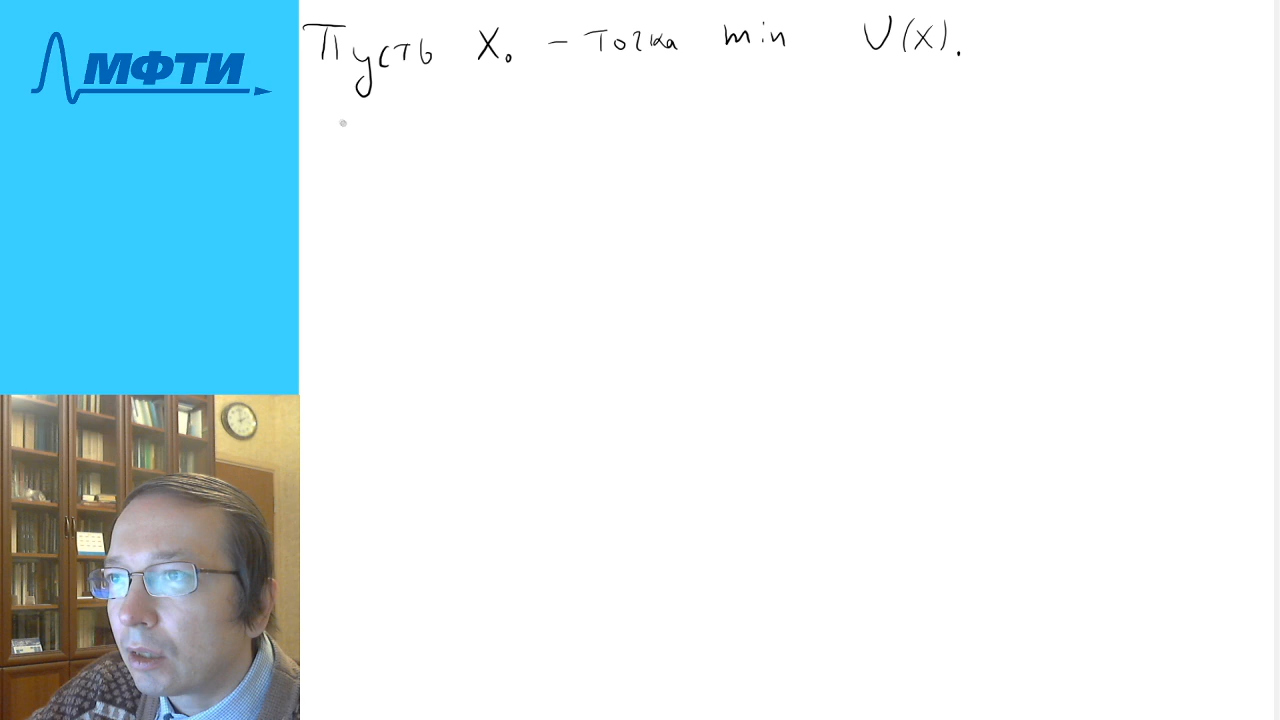 МФТИ
Пусть x₀ – точка min U(x).